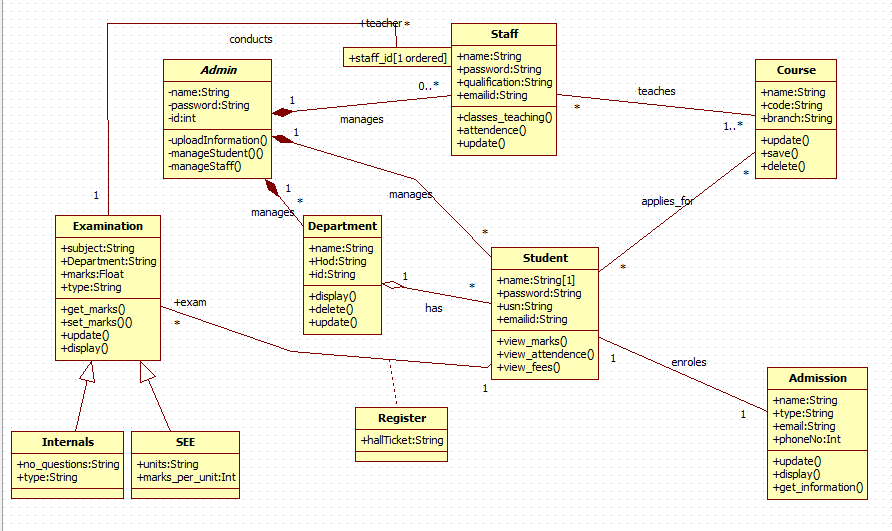 +teacher *
conducts
+staff_id[1 ordered]
Staff
+name:String
+password:String
+qualification:String
+emailid:String
+classes_teaching()
+attendence()
+update()
Admin
-name:String
-password:String
-id:int
-uploadInformation()
-manageStudent()()
-manageStaff()
1
0..*
manages
1
manages
*
1
*
manages
teaches
*
1..*
Course
+name:String
+code:String
+branch:String
+update()
+save()
+delete()
*
applies_for
*
1
Examination
+subject:String
+Department:String
+marks:Float
+type:String
+get_marks()
+set_marks()()
+update()
+display()
Department
+name:String
+Hod:String
+id:String
+display()
+delete()
+update()
1
*
has
Student
+name:String[1]
+password:String
+usn:String
+emailid:String
+view_marks()
+view_attendence()
+view_fees()
+exam
*
1
1
enroles
1
Admission
+name:String
+type:String
+email:String
+phoneNo:Int
+update()
+display()
+get_information()
Register
+hallTicket:String
Internals
+no_questions:String
+type:String
SEE
+units:String
+marks_per_unit:Int